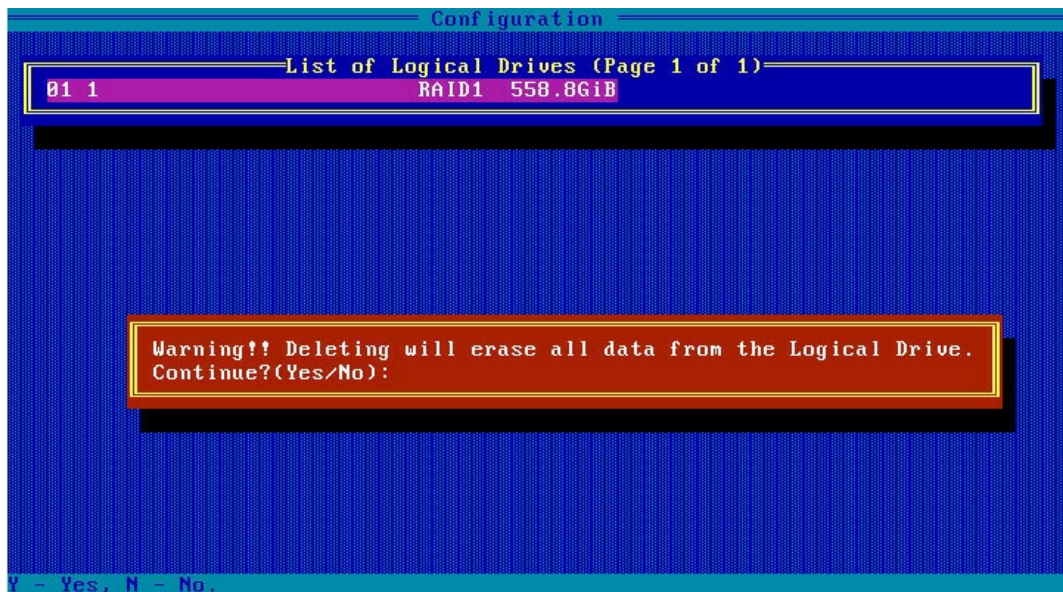 Configuration
List of Logical Drives (Page 1 of 1)
01 1 RAID1 558.8GiB
Warning!! Deleting will erase all data from the Logical Drive.
Continue?(Yes/No):
Y - Yes, N - No.